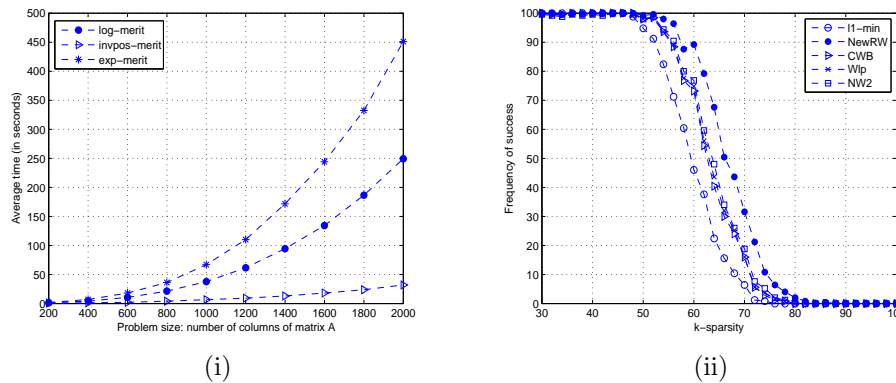 500
450
400
350
300
250
200
150
100
50
0
Average time (in seconds)
log-merit
invpos-merit
exp-merit
200 400 600 800 1000 1200 1400 1600 1800 2000
Problem size: number of columns of matrix A
(i)
100
90
80
70
60
50
40
30
20
10
0
Frequency of success
l1-min
NewRW
CWB
Wlp
NW2
30 40 50 60 70 80 90 100
k-sparsity
(ii)